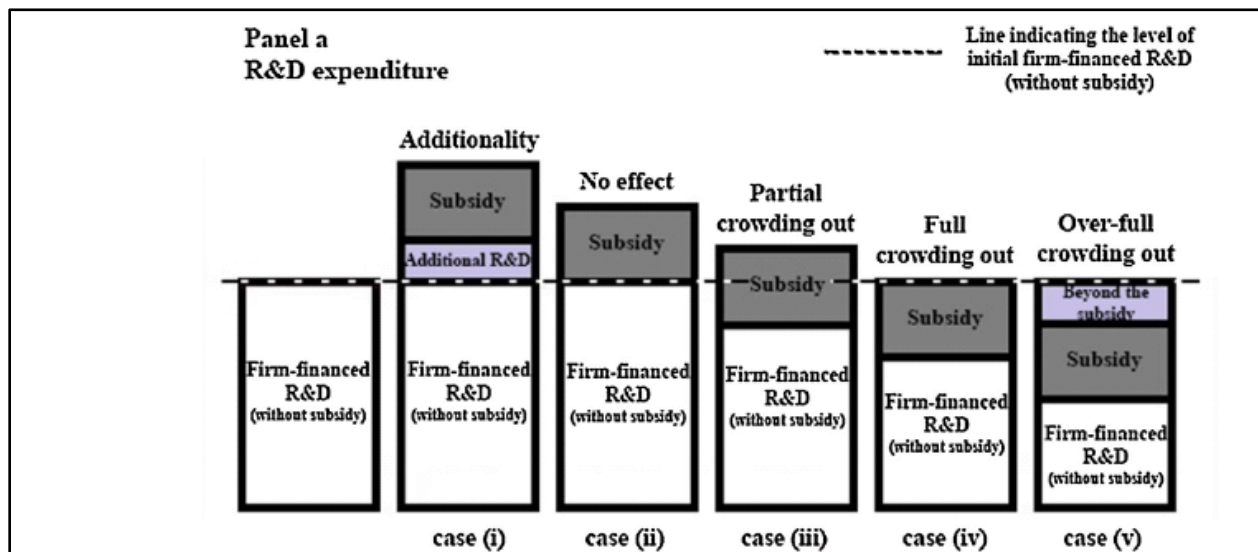 Panel a
R&D expenditure
Line indicating the level of
initial firm-financed R&D
(without subsidy)
Additionality
No effect
Partial
crowding out
Full
crowding out
Over-full
crowding out
Subsidy
Additional R&D
Subsidy
Subsidy
Subsidy
Beyond the
subsidy
Subsidy
Firm-financed
R&D
(without subsidy)
Firm-financed
R&D
(without subsidy)
Firm-financed
R&D
(without subsidy)
Firm-financed
R&D
(without subsidy)
Firm-financed
R&D
(without subsidy)
Firm-financed
R&D
(without subsidy)
case (i)
case (ii)
case (iii)
case (iv)
case (v)